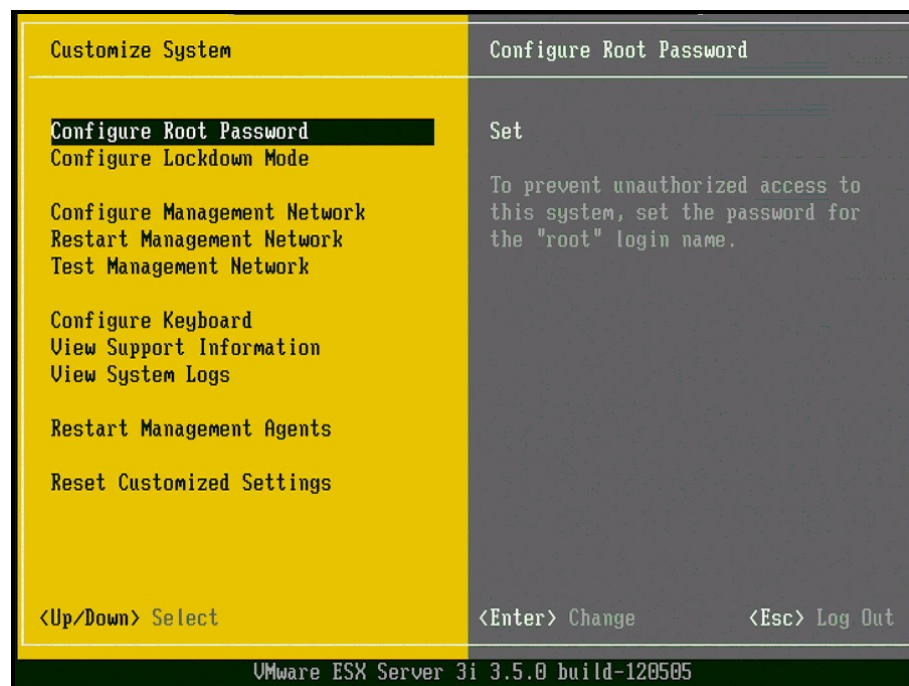 Customize System
Configure Root Password
Configure Root Password
Configure Lockdown Mode
Configure Management Network
Restart Management Network
Test Management Network
Configure Keyboard
View Support Information
View System Logs
Restart Management Agents
Reset Customized Settings
Set
To prevent unauthorized access to
this system, set the password for
the "root" login name.
<Up/Down> Select
<Enter> Change
<Esc> Log Out
VMware ESX Server 3i 3.5.0 build-120505